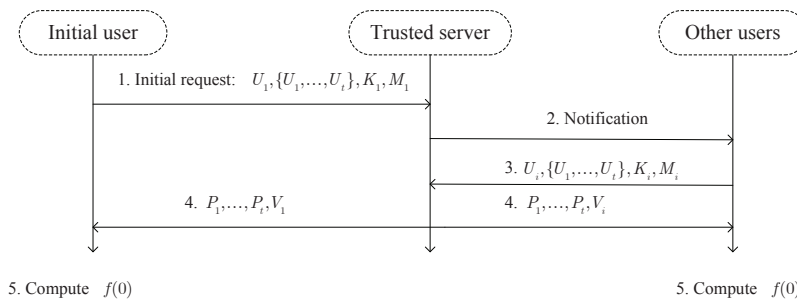 Initial user
Trusted server
Other users
1. Initial request: U₁,{U₁,…,Uₜ},K₁,M₁
2. Notification
3. Uᵢ,{U₁,…,Uₜ},Kᵢ,Mᵢ
4. P₁,…,Pₜ,V₁
4. P₁,…,Pₜ,Vᵢ
5. Compute f(0)
5. Compute f(0)